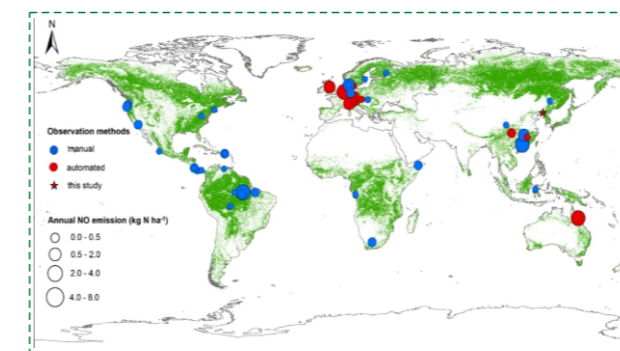 N
Observation methods
manual
automated
this study
Annual NO emission (kg N ha⁻¹)
0.0 - 0.5
0.5 - 2.0
2.0 - 4.0
4.0 - 8.0